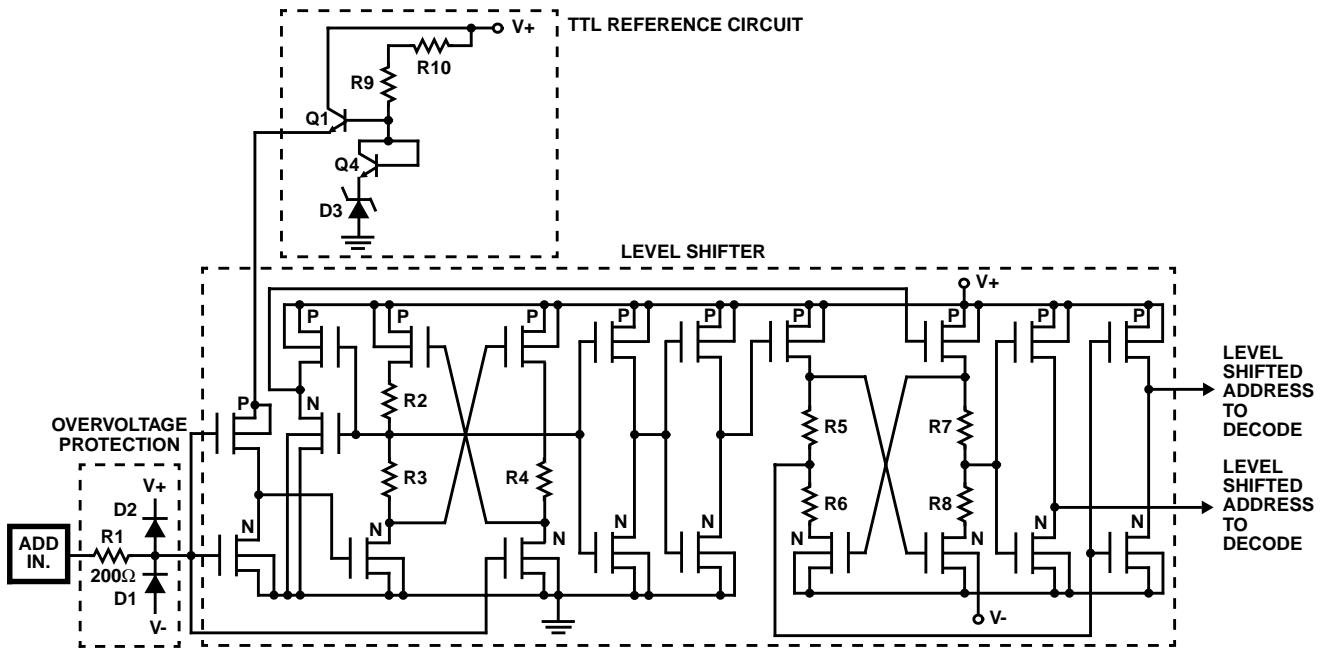 TTL REFERENCE CIRCUIT
V+
R10
R9
Q1
Q4
D3
LEVEL SHIFTER
V+
P
P
P
P
P
P
P
P
P
LEVEL
SHIFTED
ADDRESS
TO
DECODE
OVERVOLTAGE
PROTECTION
N
R2
R5
R7
R3
R4
R6
R8
LEVEL
SHIFTED
ADDRESS
TO
DECODE
V+
D2
R1
ADD
IN.
200Ω
D1
V-
N
N
N
N
N
N
N
N
N
V-